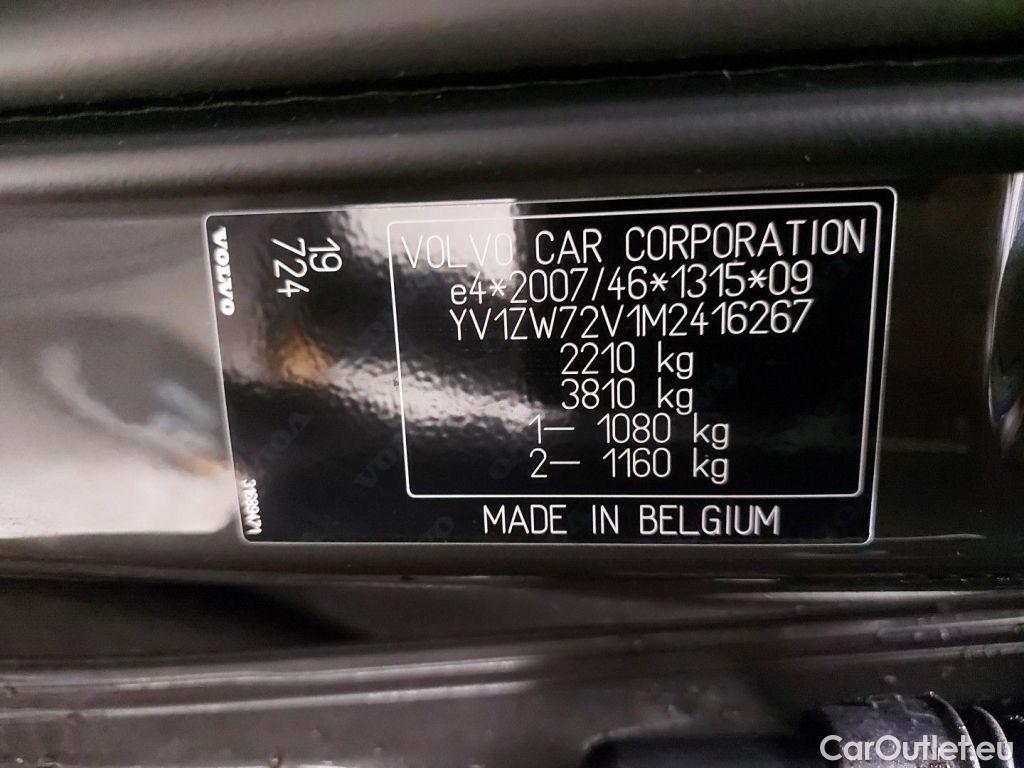 VOLVO
19
724
VOLVO CAR CORPORATION
e4*2007/46*1315*09
YV1ZW72V1M2416267
2210 kg
3810 kg
1– 1080 kg
2– 1160 kg
MADE IN BELGIUM
CarOutlet.eu